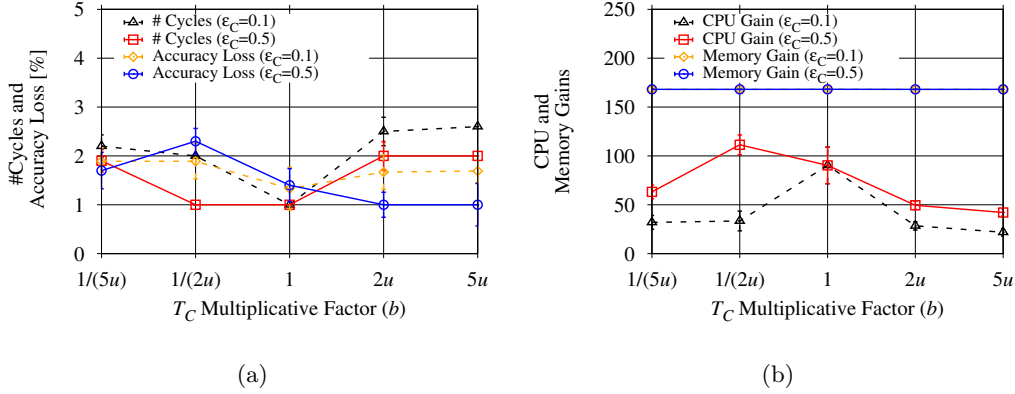 5
4
3
2
1
0
#Cycles and
Accuracy Loss [%]
# Cycles (ε_C=0.1)
# Cycles (ε_C=0.5)
Accuracy Loss (ε_C=0.1)
Accuracy Loss (ε_C=0.5)
1/(5u) 1/(2u) 1 2u 5u
T_C Multiplicative Factor (b)
(a)
250
200
150
100
50
0
CPU and
Memory Gains
CPU Gain (ε_C=0.1)
CPU Gain (ε_C=0.5)
Memory Gain (ε_C=0.1)
Memory Gain (ε_C=0.5)
1/(5u) 1/(2u) 1 2u 5u
T_C Multiplicative Factor (b)
(b)